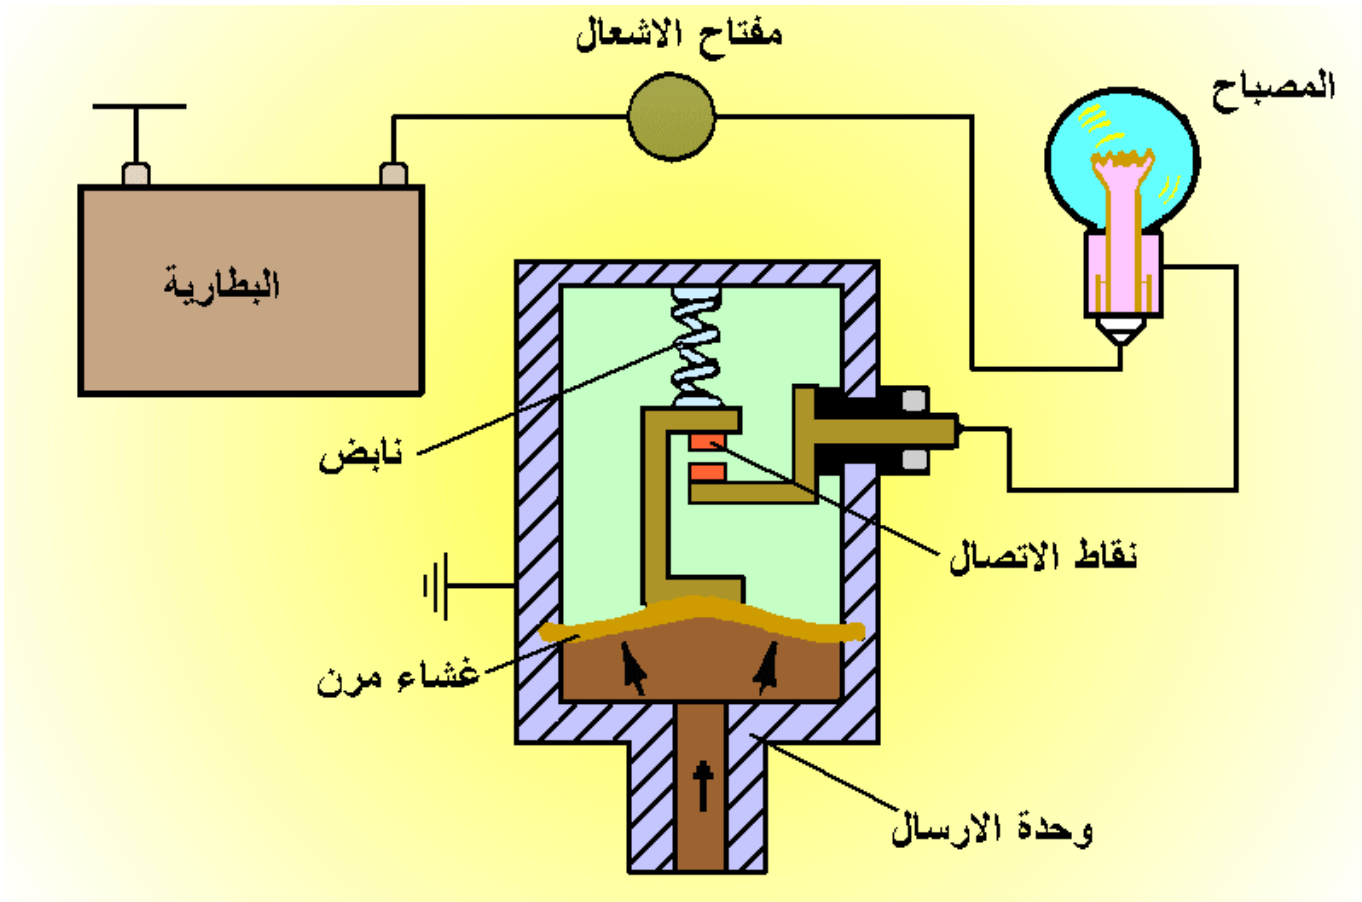 مفتاح الاشعال
المصباح
البطارية
نابض
نقاط الاتصال
غشاء مرن
وحدة الارسال